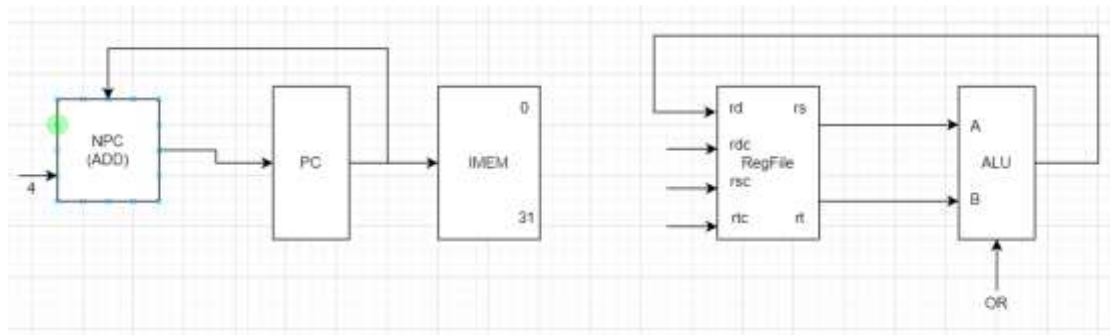 NPC
(ADD)
4
PC
0
IMEM
31
rd
rs
rdc
RegFile
rsc
rtc
rt
A
ALU
B
OR